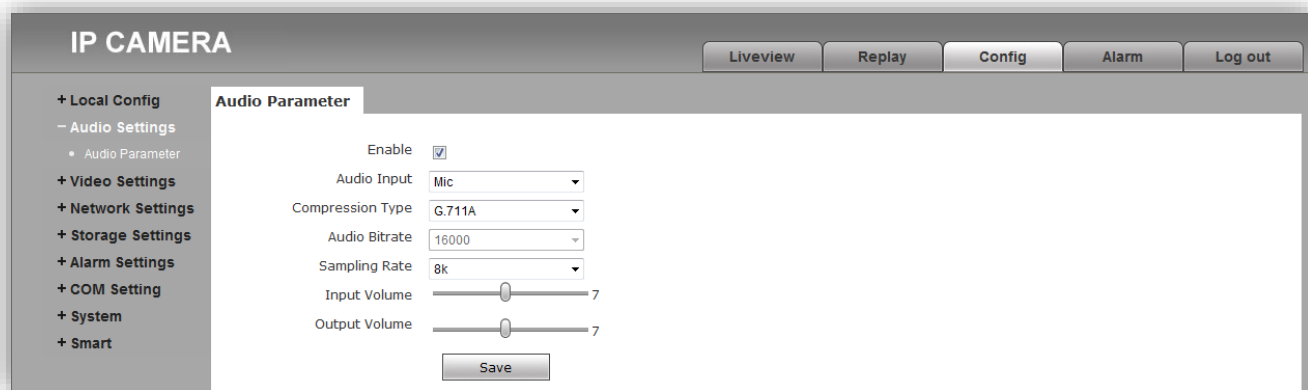 IP CAMERA
Liveview Replay Config Alarm Log out
+ Local Config
− Audio Settings
• Audio Parameter
+ Video Settings
+ Network Settings
+ Storage Settings
+ Alarm Settings
+ COM Setting
+ System
+ Smart
Audio Parameter
Enable
Audio Input Mic
Compression Type G.711A
Audio Bitrate 16000
Sampling Rate 8k
Input Volume 7
Output Volume 7
Save